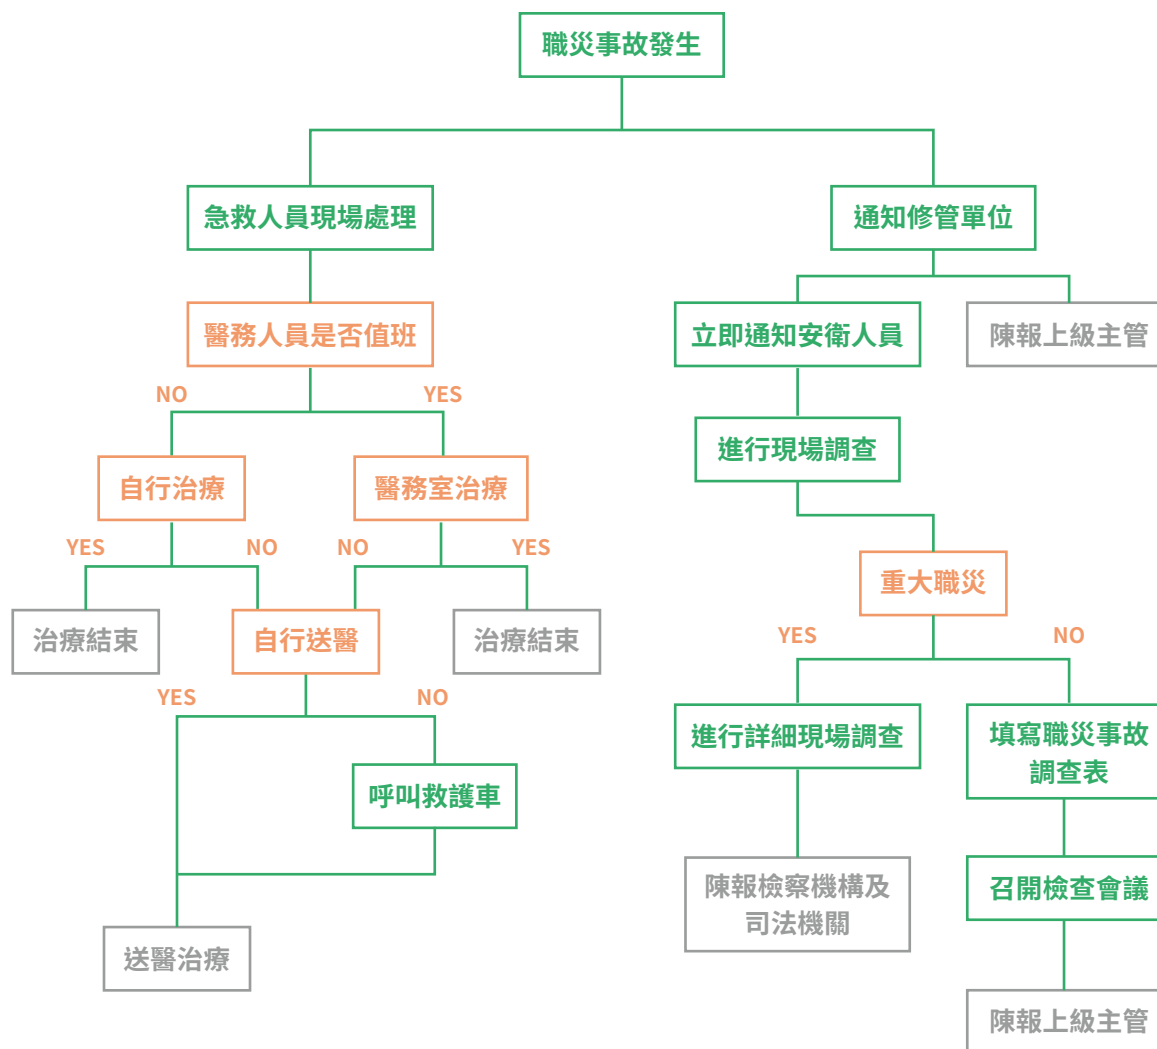 職災事故發生
急救人員現場處理
通知修管單位
醫務人員是否值班
立即通知安衛人員
陳報上級主管
NO
YES
進行現場調查
自行治療
醫務室治療
YES
NO
NO
YES
重大職災
治療結束
自行送醫
治療結束
YES
NO
YES
NO
進行詳細現場調查
填寫職災事故
調查表
呼叫救護車
陳報檢察機構及
司法機關
召開檢查會議
送醫治療
陳報上級主管